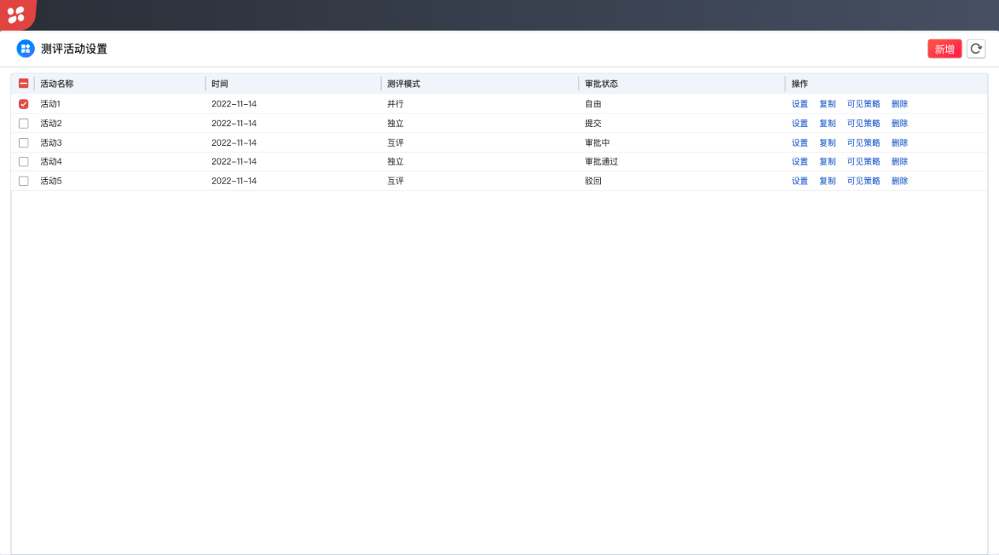 测评活动设置 新增
活动名称 时间 测评模式 审批状态 操作
活动1 2022-11-14 并行 自由 设置 复制 可见策略 删除
活动2 2022-11-14 独立 提交 设置 复制 可见策略 删除
活动3 2022-11-14 互评 审批中 设置 复制 可见策略 删除
活动4 2022-11-14 独立 审批通过 设置 复制 可见策略 删除
活动5 2022-11-14 互评 驳回 设置 复制 可见策略 删除